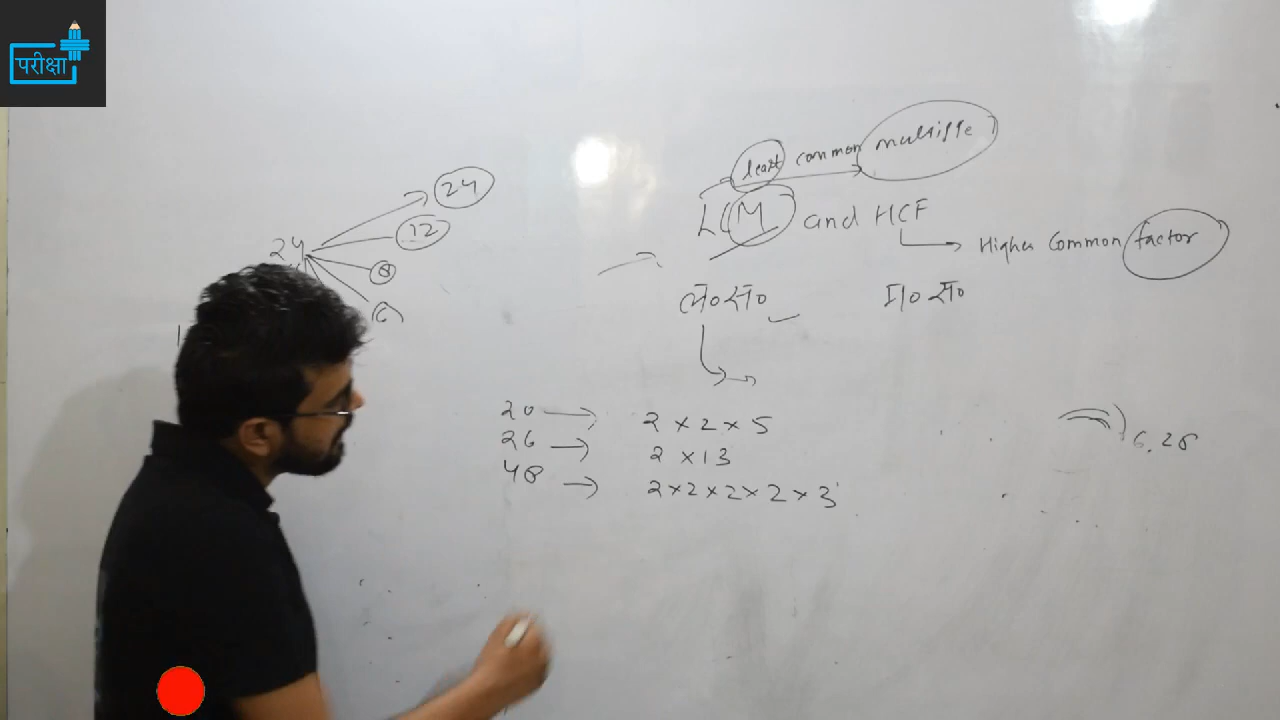 परीक्षा
least common multiple
LCM and HCF
Higher Common factor
ल०स० म०स०
24
24
12
8
6
20 → 2 × 2 × 5
26 → 2 × 13
48 → 2 × 2 × 2 × 2 × 3
6, 28